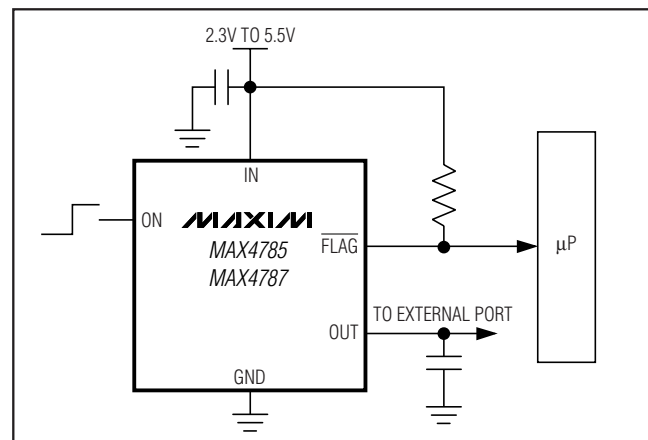 2.3V TO 5.5V
IN
ON
MAXIM
MAX4785
MAX4787
FLAG
µP
TO EXTERNAL PORT
OUT
GND